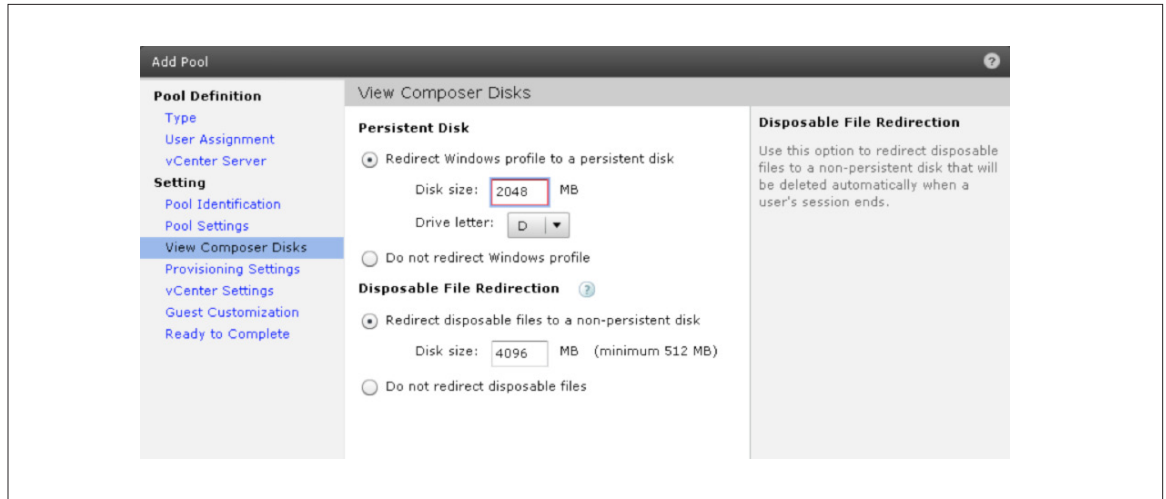 Add Pool
?
Pool Definition
Type
User Assignment
vCenter Server
Setting
Pool Identification
Pool Settings
View Composer Disks
Provisioning Settings
vCenter Settings
Guest Customization
Ready to Complete
View Composer Disks
Persistent Disk
Redirect Windows profile to a persistent disk
Disk size: 2048 MB
Drive letter: D
Do not redirect Windows profile
Disposable File Redirection ?
Redirect disposable files to a non-persistent disk
Disk size: 4096 MB (minimum 512 MB)
Do not redirect disposable files
Disposable File Redirection
Use this option to redirect disposable
files to a non-persistent disk that will
be deleted automatically when a
user's session ends.